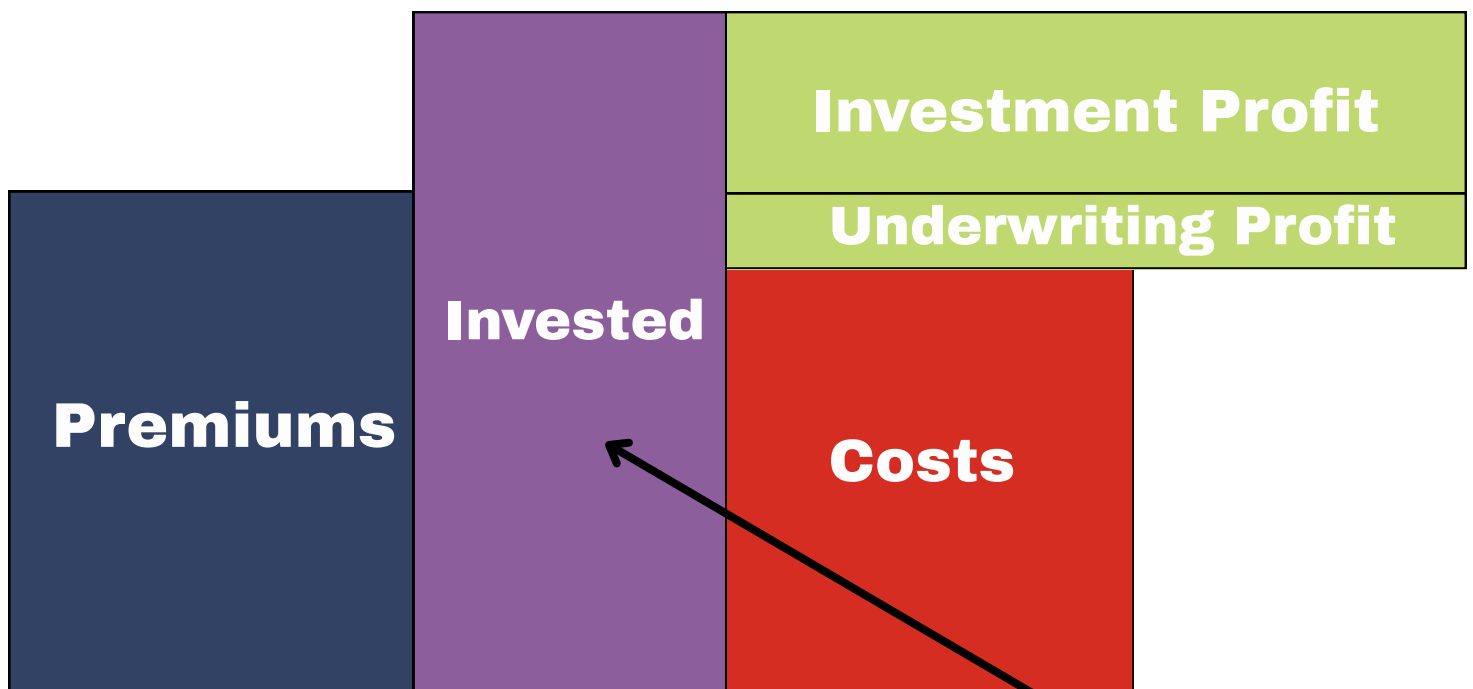 Investment Profit
Underwriting Profit
Invested
Premiums
Costs